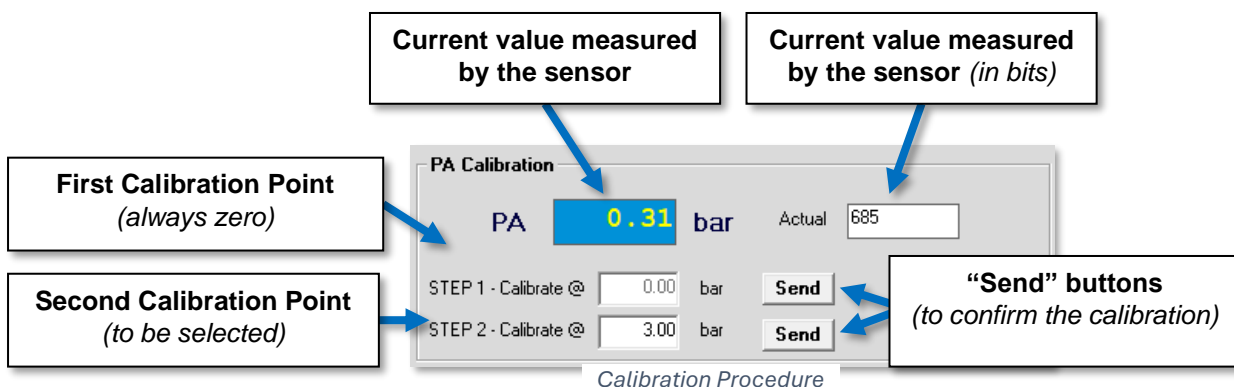 Current value measured
by the sensor
Current value measured
by the sensor (in bits)
First Calibration Point
(always zero)
Second Calibration Point
(to be selected)
PA Calibration
PA 0.31 bar Actual 685
STEP 1 - Calibrate @ 0.00 bar Send
STEP 2 - Calibrate @ 3.00 bar Send
“Send” buttons
(to confirm the calibration)
Calibration Procedure